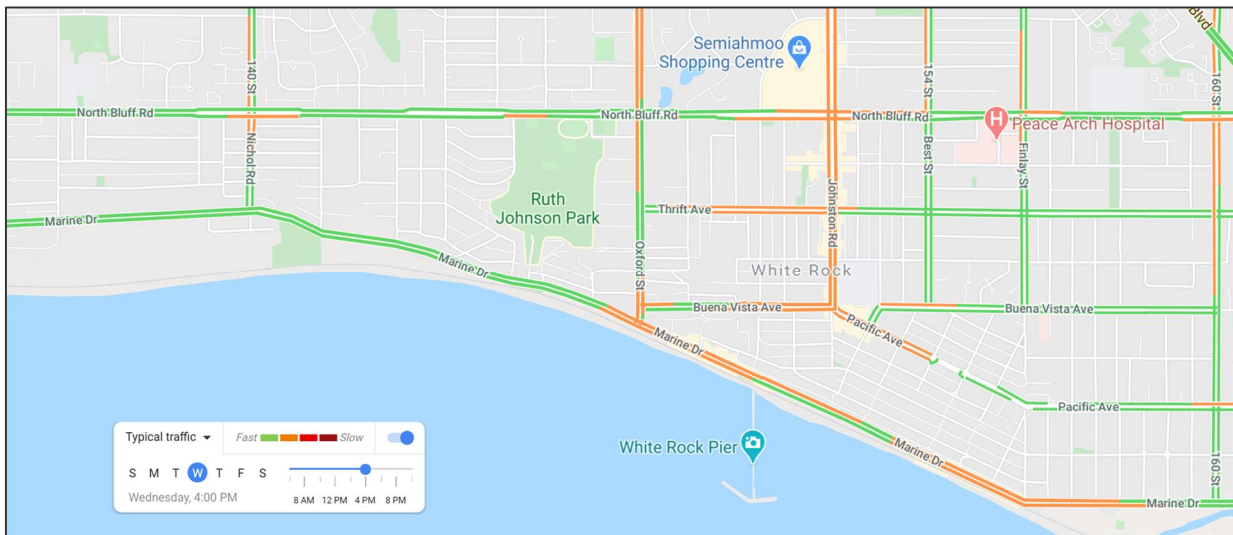 Blvd
Semiahmoo
Shopping Centre
140 St
154 St
160 St
North Bluff Rd
North Bluff Rd
North Bluff Rd
H
Peace Arch Hospital
Nichol Rd
Best St
Finlay St
Ruth
Johnson Park
Thrift Ave
Johnston Rd
Marine Dr
Oxford St
Marine Dr
White Rock
Buena Vista Ave
Buena Vista Ave
Pacific Ave
Marine Dr
Pacific Ave
White Rock Pier
Marine Dr
160 St
Marine Dr
Typical traffic Fast Slow
S M T W T F S
8 AM 12 PM 4 PM 8 PM
Wednesday, 4:00 PM